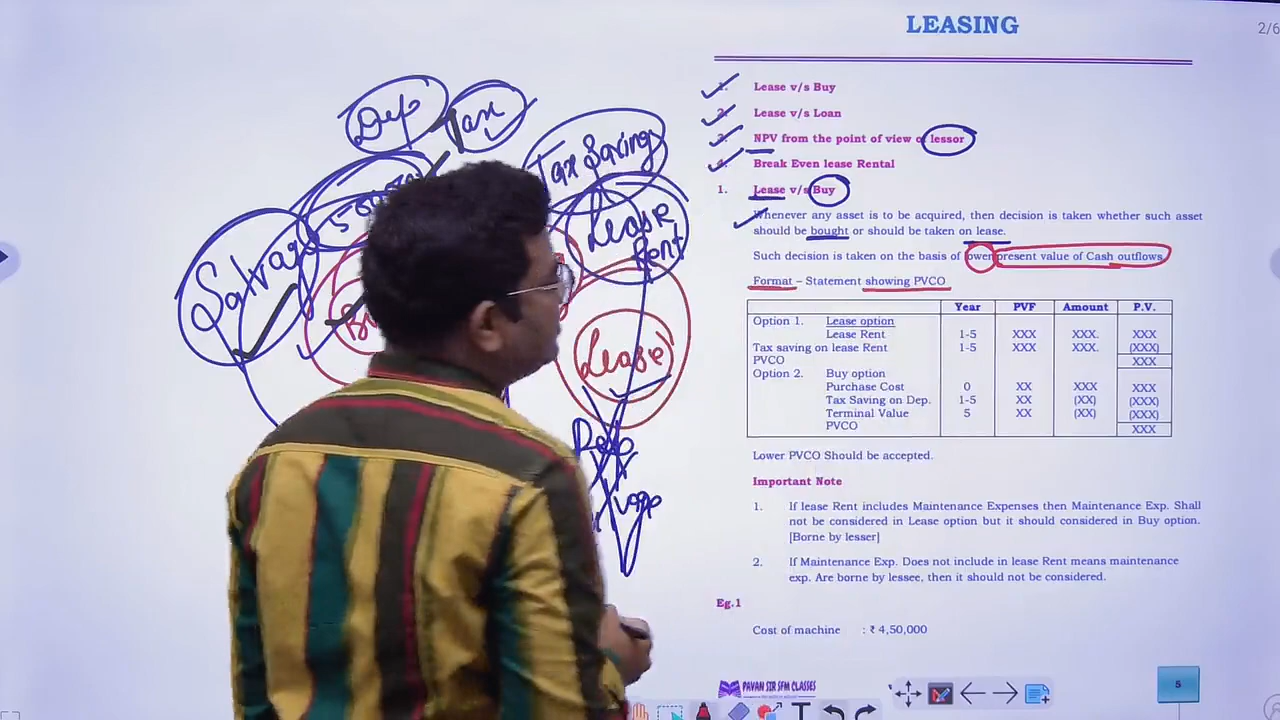 LEASING
2/6
1. Lease v/s Buy
2. Lease v/s Loan
3. NPV from the point of view of lessor
4. Break Even lease Rental
1. Lease v/s Buy
Whenever any asset is to be acquired, then decision is taken whether such asset
should be bought or should be taken on lease.
Such decision is taken on the basis of lower present value of Cash outflows.
Format – Statement showing PVCO
Year PVF Amount P.V.
Option 1. Lease option
Lease Rent 1-5 XXX XXX. XXX
Tax saving on lease Rent 1-5 XXX XXX. (XXX)
PVCO XXX
Option 2. Buy option
Purchase Cost 0 XX XXX XXX
Tax Saving on Dep. 1-5 XX (XX) (XXX)
Terminal Value 5 XX (XX) (XXX)
PVCO XXX
Lower PVCO Should be accepted.
Important Note
1. If lease Rent includes Maintenance Expenses then Maintenance Exp. Shall
not be considered in Lease option but it should considered in Buy option.
[Borne by lesser]
2. If Maintenance Exp. Does not include in lease Rent means maintenance
exp. Are borne by lessee, then it should not be considered.
Eg.1
Cost of machine : ₹ 4,50,000
PAVAN SIR SFM CLASSES
5
T
Dep Tax
Tax Savings
Salvage
Lease
Rent
Lease
Dep